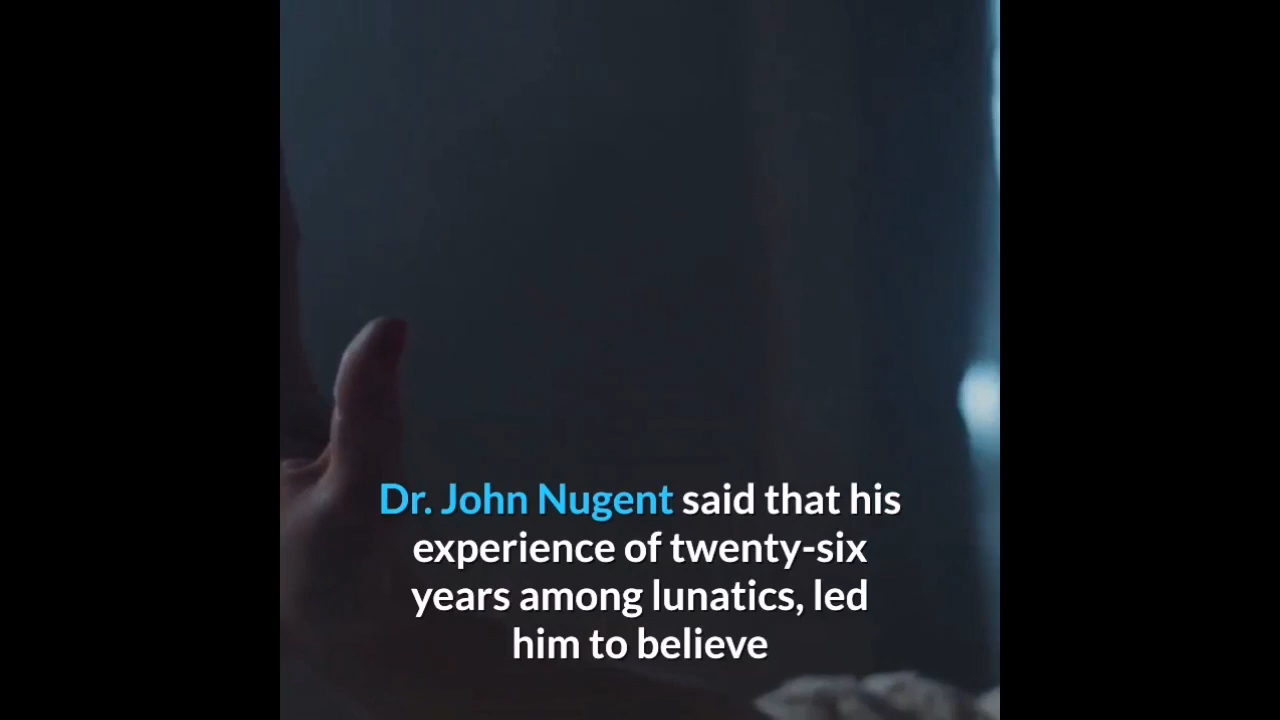 Dr. John Nugent said that his
experience of twenty-six
years among lunatics, led
him to believe